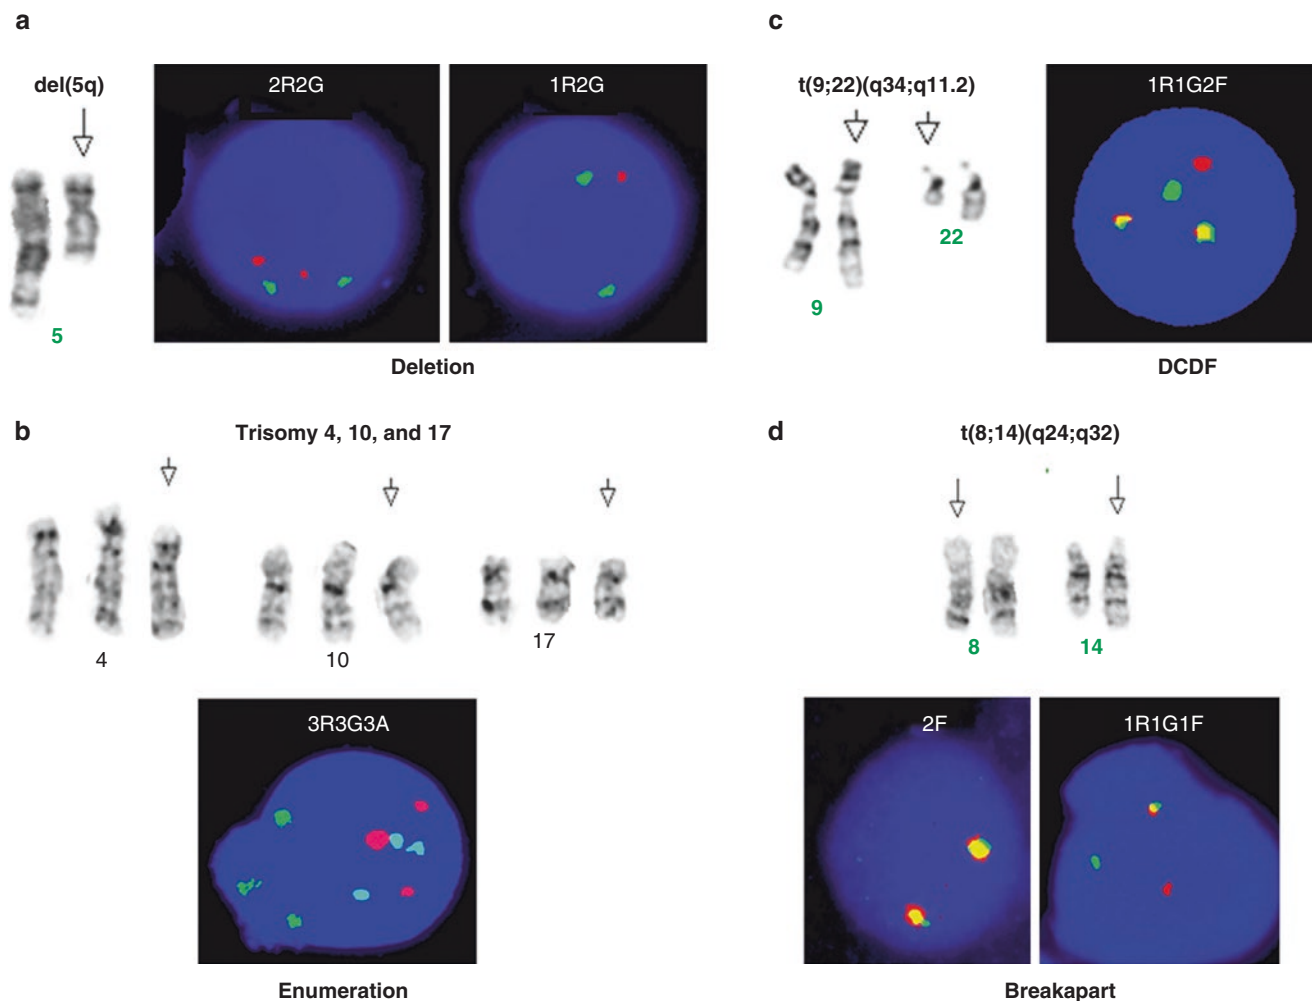 a
del(5q)
2R2G
1R2G
5
Deletion
c
t(9;22)(q34;q11.2)
1R1G2F
22
9
DCDF
b
Trisomy 4, 10, and 17
4
10
17
3R3G3A
Enumeration
d
t(8;14)(q24;q32)
8
14
2F
1R1G1F
Breakapart